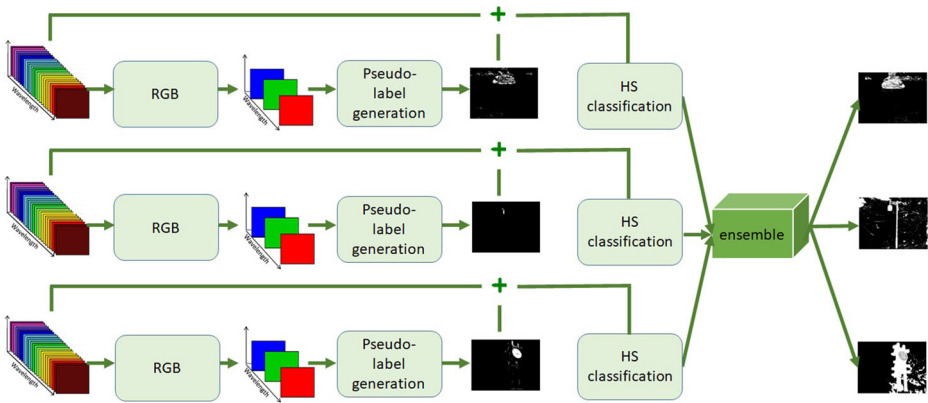 +
Wavelength
RGB
Wavelength
Pseudo-
label
generation
HS
classification
+
Wavelength
RGB
Wavelength
Pseudo-
label
generation
HS
classification
ensemble
+
Wavelength
RGB
Wavelength
Pseudo-
label
generation
HS
classification